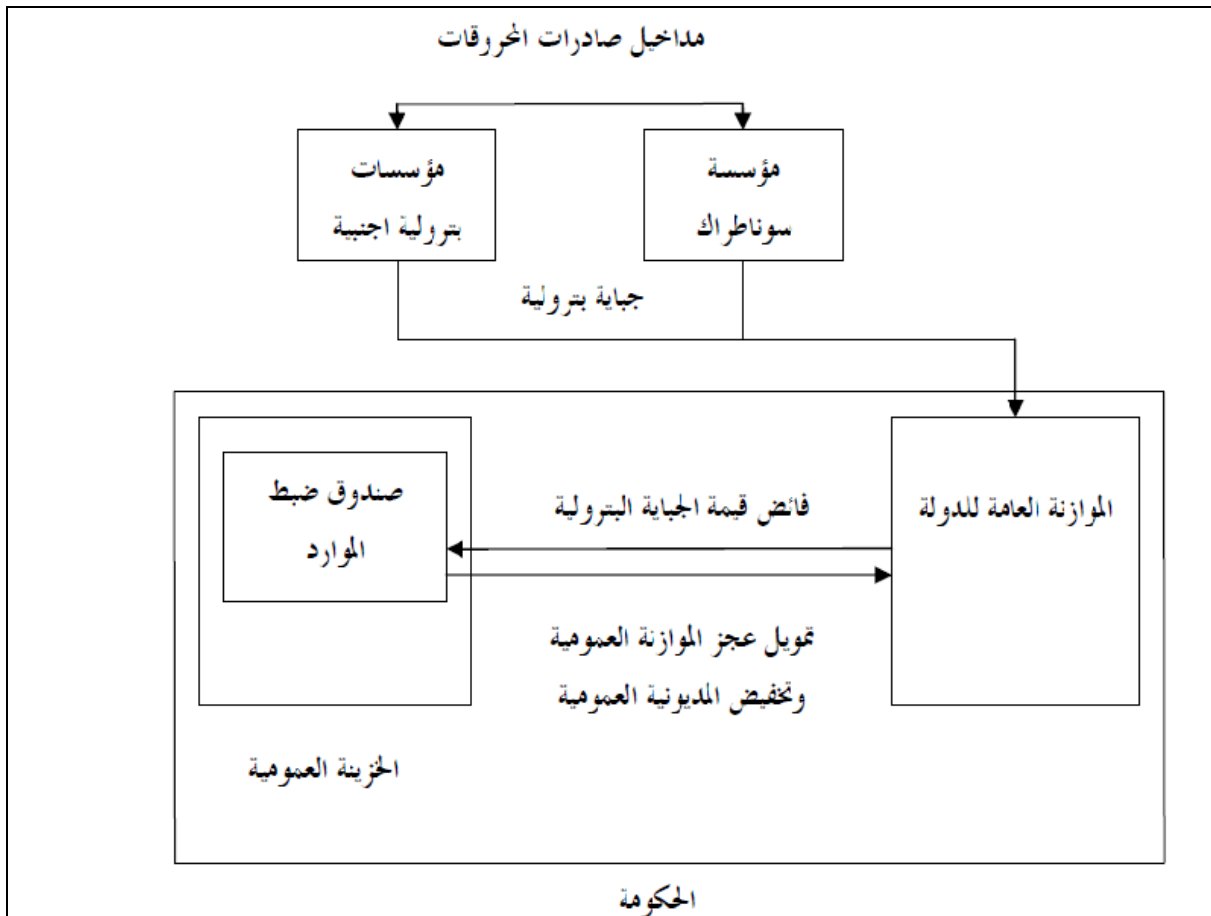 مداخيل صادرات المحروقات
مؤسسة
سوناطراك
مؤسسات
بترولية اجنبية
جباية بترولية
الموازنة العامة للدولة
فائض قيمة الجباية البترولية
صندوق ضبط
الموارد
تمويل عجز الموازنة العمومية
وتخفيض المديونية العمومية
الخزينة العمومية
الحكومة